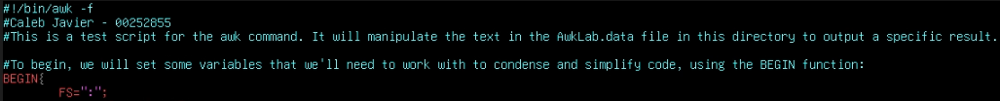 #!/bin/awk -f
#Caleb Javier - 00252855
#This is a test script for the awk command. It will manipulate the text in the AwkLab.data file in this directory to output a specific result.
#To begin, we will set some variables that we'll need to work with to condense and simplify code, using the BEGIN function:
BEGIN{
FS=":";